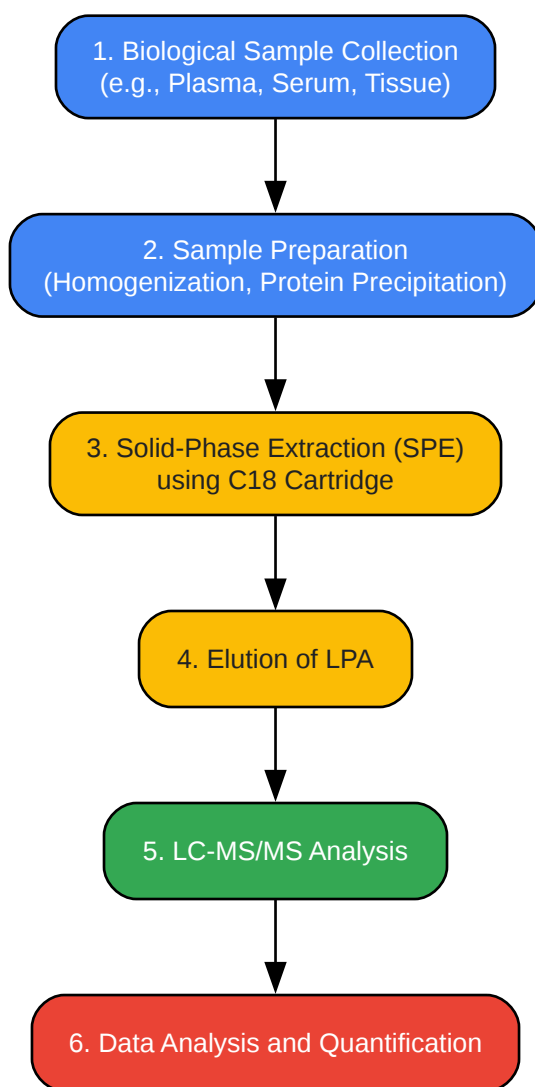 1. Biological Sample Collection
(e.g., Plasma, Serum, Tissue)
2. Sample Preparation
(Homogenization, Protein Precipitation)
3. Solid-Phase Extraction (SPE)
using C18 Cartridge
4. Elution of LPA
5. LC-MS/MS Analysis
6. Data Analysis and Quantification